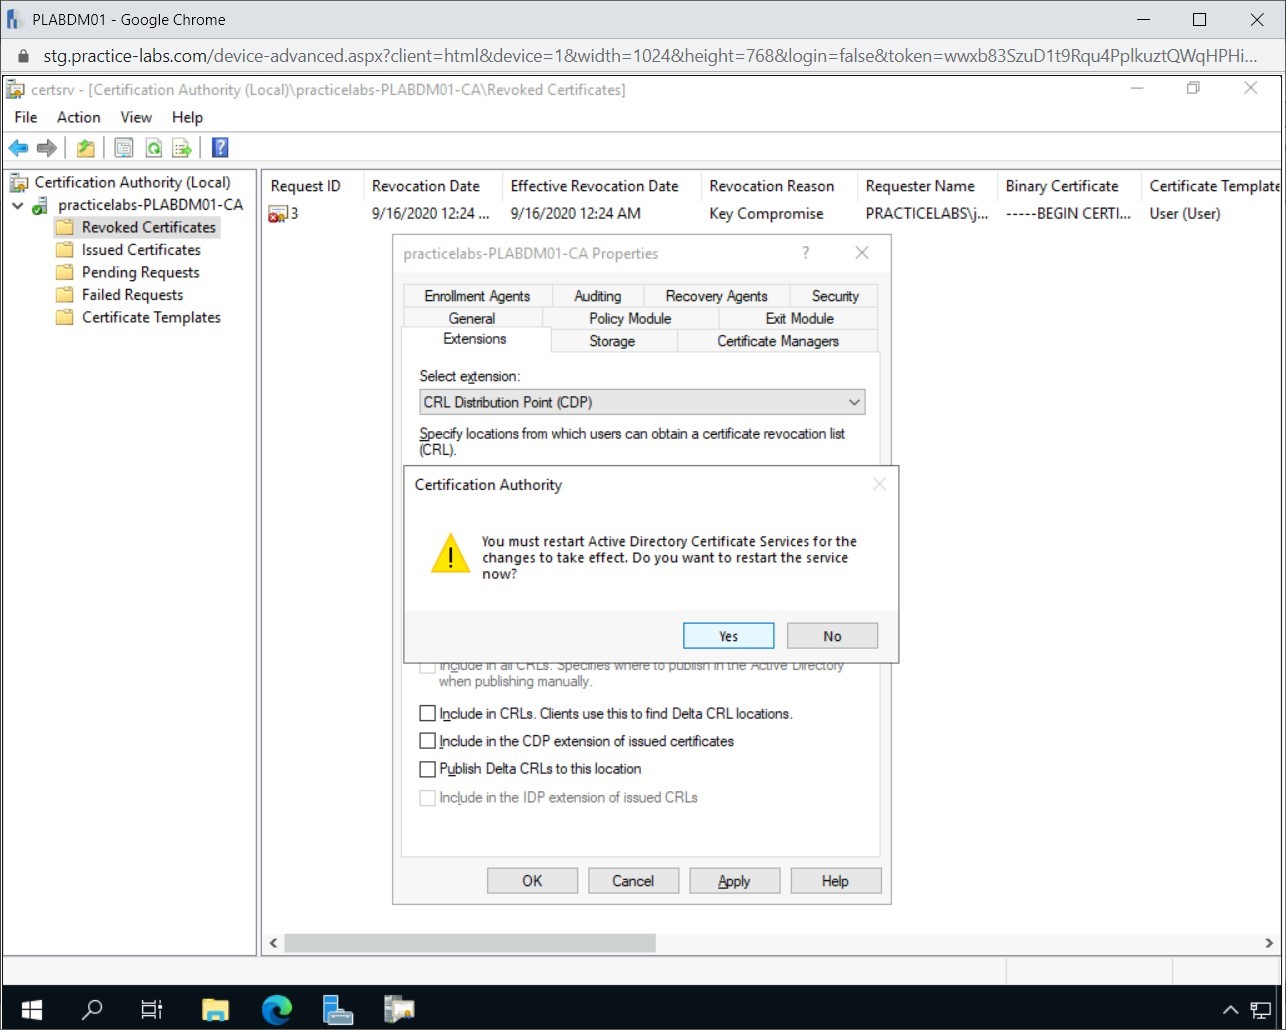 PLABDM01 - Google Chrome
stg.practice-labs.com/device-advanced.aspx?client=html&device=1&width=1024&height=768&login=false&token=wwxb83SzuD1t9Rqu4PplkuztQWqHPHi...
certsrv - [Certification Authority (Local)\practicelabs-PLABDM01-CA\Revoked Certificates]
File Action View Help
Certification Authority (Local)
practicelabs-PLABDM01-CA
Revoked Certificates
Issued Certificates
Pending Requests
Failed Requests
Certificate Templates
Request ID Revocation Date Effective Revocation Date Revocation Reason Requester Name Binary Certificate Certificate Template
3 9/16/2020 12:24 ... 9/16/2020 12:24 AM Key Compromise PRACTICELABS\j... -----BEGIN CERTI... User (User)
practicelabs-PLABDM01-CA Properties ?
Enrollment Agents Auditing Recovery Agents Security
General Policy Module Exit Module
Extensions Storage Certificate Managers
Select extension:
CRL Distribution Point (CDP)
Specify locations from which users can obtain a certificate revocation list
(CRL).
Certification Authority
You must restart Active Directory Certificate Services for the
changes to take effect. Do you want to restart the service
now?
Yes No
Include in all CRLs. Specifies where to publish in the Active Directory
when publishing manually.
Include in CRLs. Clients use this to find Delta CRL locations.
Include in the CDP extension of issued certificates
Publish Delta CRLs to this location
Include in the IDP extension of issued CRLs
OK Cancel Apply Help